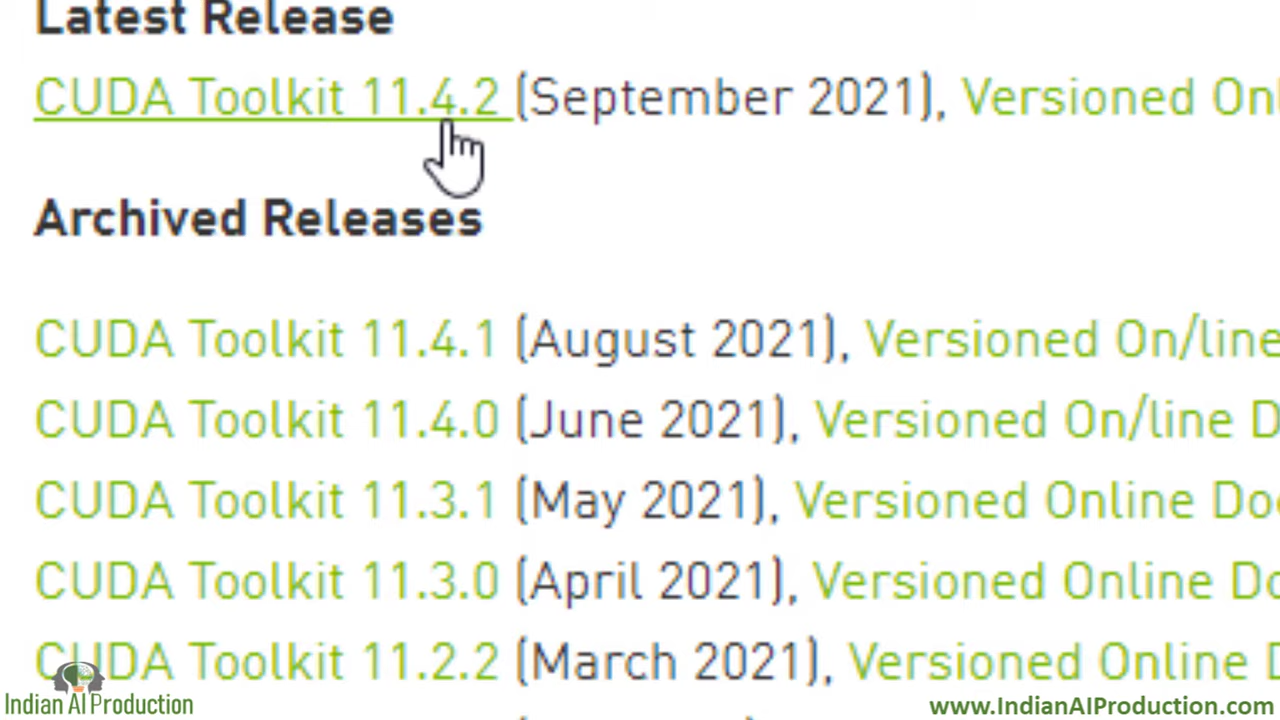 Latest Release
CUDA Toolkit 11.4.2 (September 2021), Versioned
Archived Releases
CUDA Toolkit 11.4.1 (August 2021), Versioned On/line
CUDA Toolkit 11.4.0 (June 2021), Versioned On/line
CUDA Toolkit 11.3.1 (May 2021), Versioned Online
CUDA Toolkit 11.3.0 (April 2021), Versioned Online
CUDA Toolkit 11.2.2 (March 2021), Versioned Online
Indian AI Production
www.IndianAIProduction.com